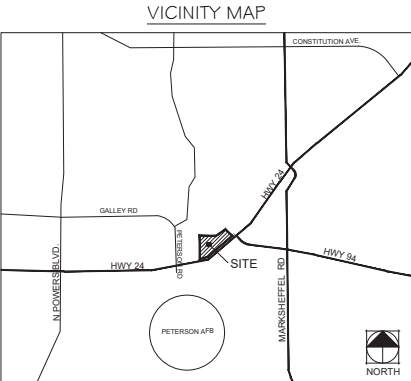 VICINITY MAP
CONSTITUTION AVE.
HWY 24
GALLEY RD
PETERSON RD
N POWERS BLVD.
HWY 24
SITE
HWY 94
MARKSHEFFEL RD
PETERSON AFB
NORTH